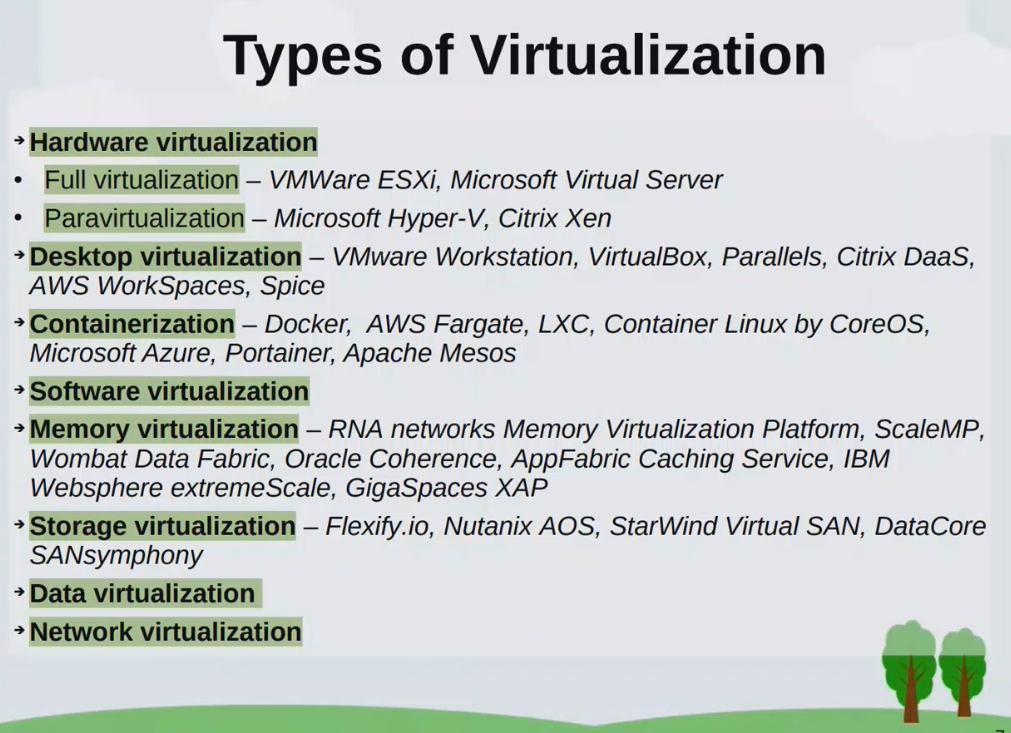 Types of Virtualization
➔ Hardware virtualization
• Full virtualization – VMWare ESXi, Microsoft Virtual Server
• Paravirtualization – Microsoft Hyper-V, Citrix Xen
➔ Desktop virtualization – VMware Workstation, VirtualBox, Parallels, Citrix DaaS,
AWS WorkSpaces, Spice
➔ Containerization – Docker, AWS Fargate, LXC, Container Linux by CoreOS,
Microsoft Azure, Portainer, Apache Mesos
➔ Software virtualization
➔ Memory virtualization – RNA networks Memory Virtualization Platform, ScaleMP,
Wombat Data Fabric, Oracle Coherence, AppFabric Caching Service, IBM
Websphere extremeScale, GigaSpaces XAP
➔ Storage virtualization – Flexify.io, Nutanix AOS, StarWind Virtual SAN, DataCore
SANsymphony
➔ Data virtualization
➔ Network virtualization